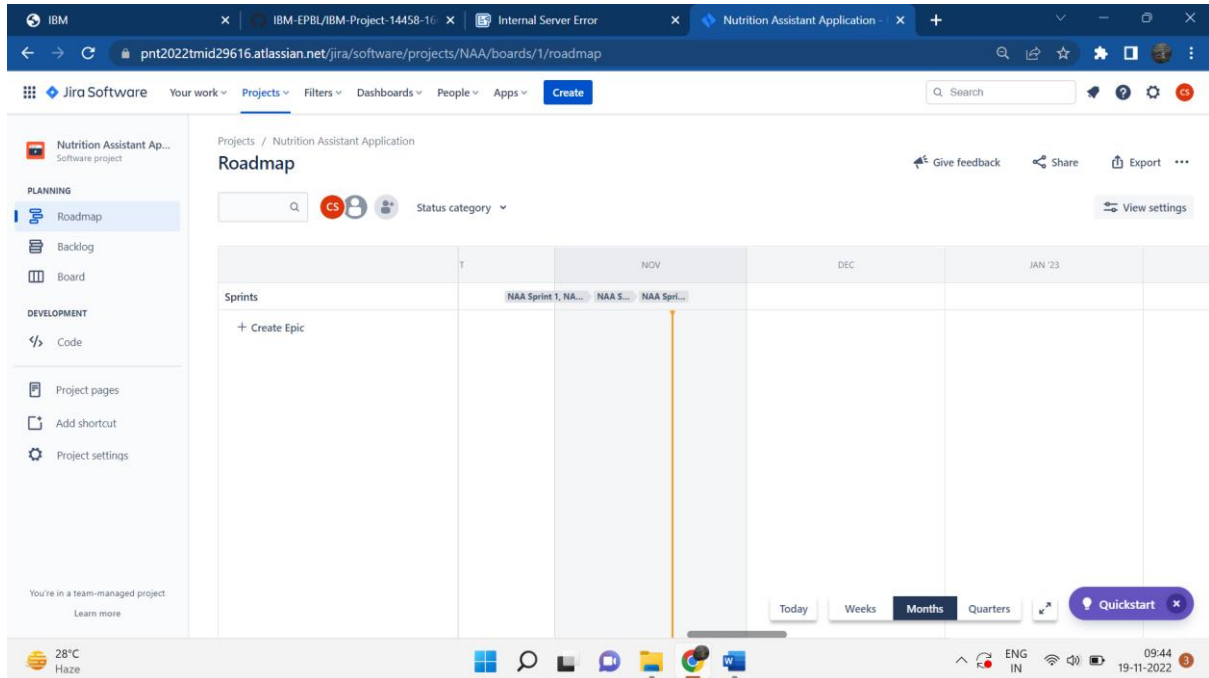 IBM
IBM-EPBL/IBM-Project-14458-16
Internal Server Error
Nutrition Assistant Application -
pnt2022tmid29616.atlassian.net/jira/software/projects/NAA/boards/1/roadmap
Jira Software Your work Projects Filters Dashboards People Apps Create Search CS
Nutrition Assistant Ap...
Software project
PLANNING
Roadmap
Backlog
Board
DEVELOPMENT
Code
Project pages
Add shortcut
Project settings
You're in a team-managed project
Learn more
Projects / Nutrition Assistant Application
Roadmap
Give feedback Share Export
CS Status category View settings
T NOV DEC JAN '23
Sprints NAA Sprint 1, NA... NAA S... NAA Spri...
+ Create Epic
Today Weeks Months Quarters Quickstart
28°C
Haze
ENG
IN
09:44
19-11-2022
3